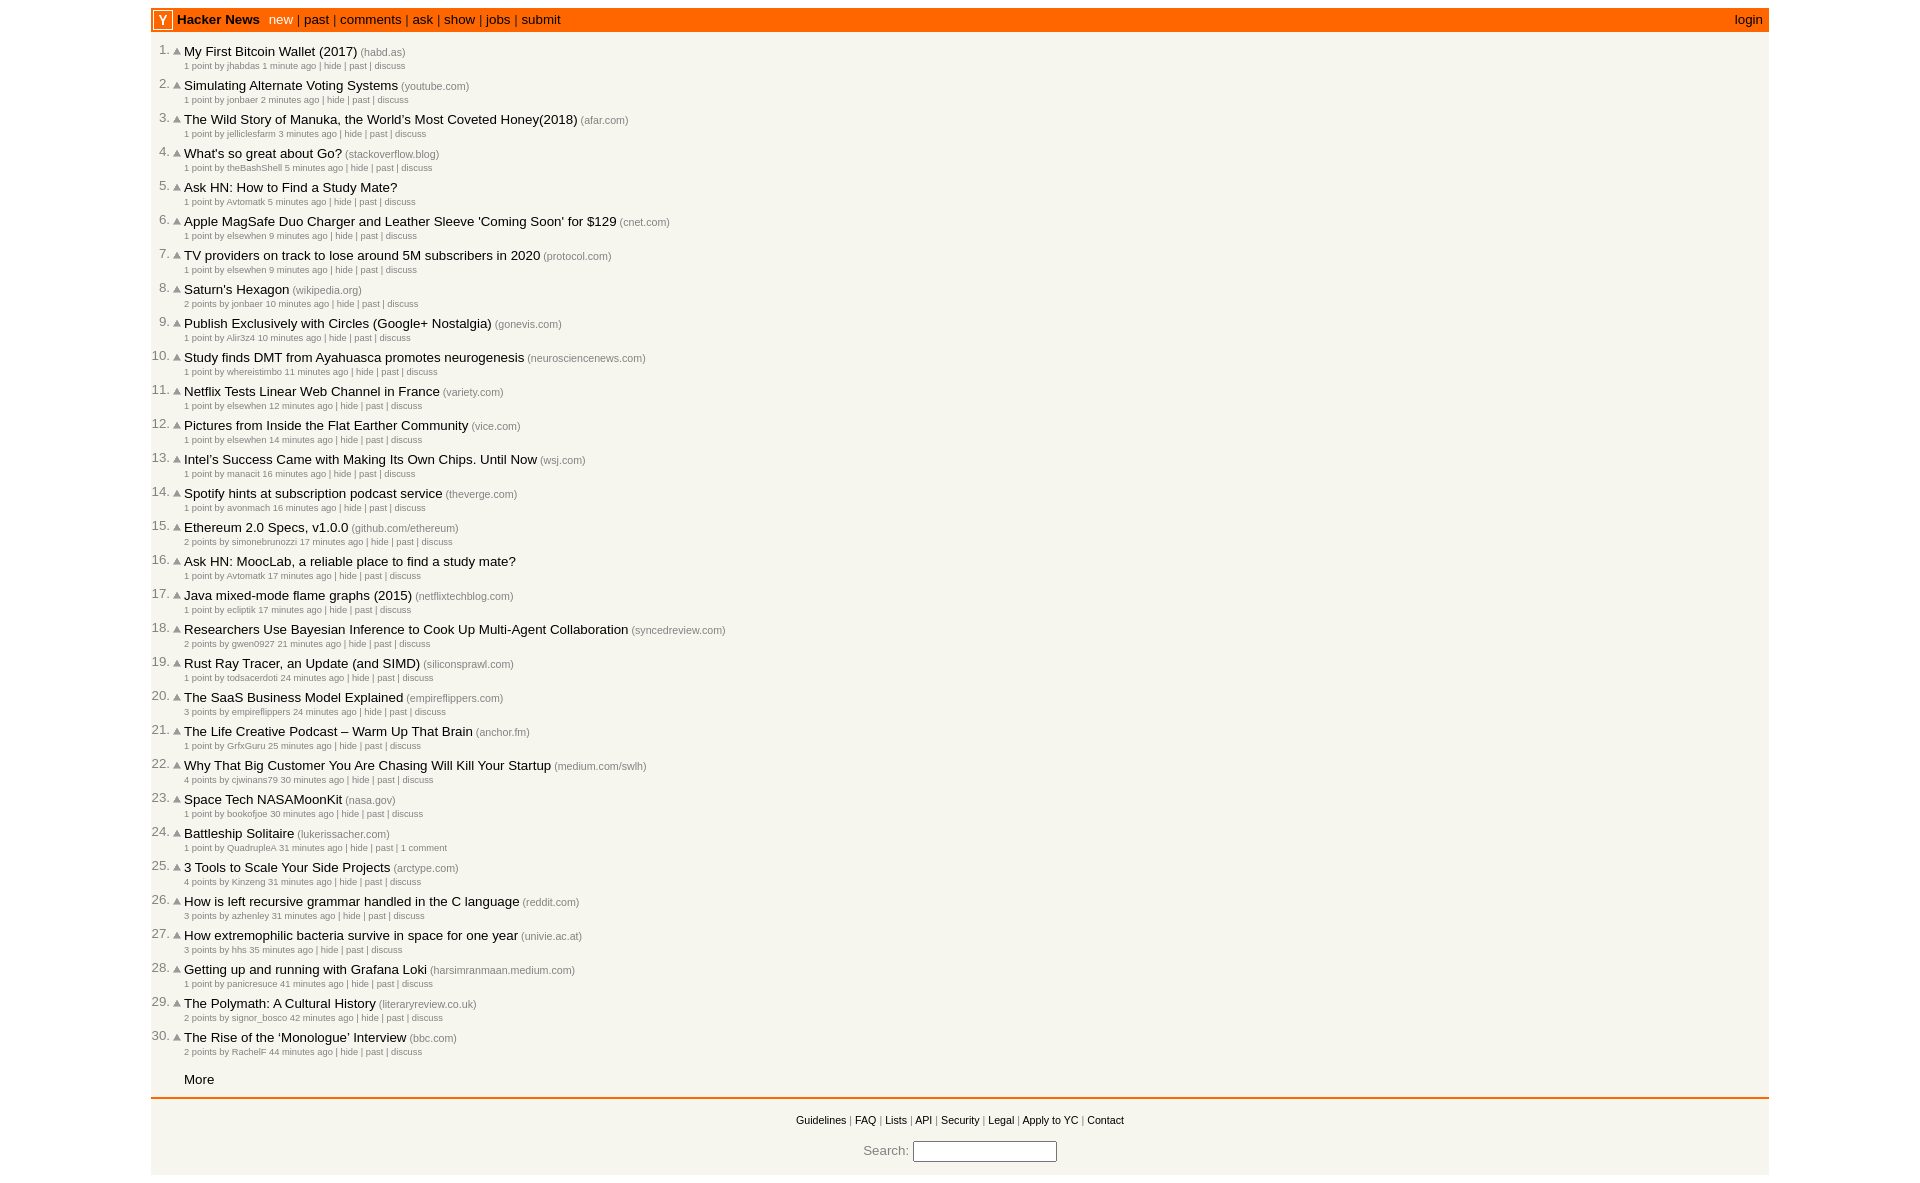 Y Hacker News new | past | comments | ask | show | jobs | submit login
1. My First Bitcoin Wallet (2017) (habd.as)
1 point by jhabdas 1 minute ago | hide | past | discuss
2. Simulating Alternate Voting Systems (youtube.com)
1 point by jonbaer 2 minutes ago | hide | past | discuss
3. The Wild Story of Manuka, the World’s Most Coveted Honey(2018) (afar.com)
1 point by jelliclesfarm 3 minutes ago | hide | past | discuss
4. What's so great about Go? (stackoverflow.blog)
1 point by theBashShell 5 minutes ago | hide | past | discuss
5. Ask HN: How to Find a Study Mate?
1 point by Avtomatk 5 minutes ago | hide | past | discuss
6. Apple MagSafe Duo Charger and Leather Sleeve 'Coming Soon' for $129 (cnet.com)
1 point by elsewhen 9 minutes ago | hide | past | discuss
7. TV providers on track to lose around 5M subscribers in 2020 (protocol.com)
1 point by elsewhen 9 minutes ago | hide | past | discuss
8. Saturn's Hexagon (wikipedia.org)
2 points by jonbaer 10 minutes ago | hide | past | discuss
9. Publish Exclusively with Circles (Google+ Nostalgia) (gonevis.com)
1 point by Alir3z4 10 minutes ago | hide | past | discuss
10. Study finds DMT from Ayahuasca promotes neurogenesis (neurosciencenews.com)
1 point by whereistimbo 11 minutes ago | hide | past | discuss
11. Netflix Tests Linear Web Channel in France (variety.com)
1 point by elsewhen 12 minutes ago | hide | past | discuss
12. Pictures from Inside the Flat Earther Community (vice.com)
1 point by elsewhen 14 minutes ago | hide | past | discuss
13. Intel’s Success Came with Making Its Own Chips. Until Now (wsj.com)
1 point by manacit 16 minutes ago | hide | past | discuss
14. Spotify hints at subscription podcast service (theverge.com)
1 point by avonmach 16 minutes ago | hide | past | discuss
15. Ethereum 2.0 Specs, v1.0.0 (github.com/ethereum)
2 points by simonebrunozzi 17 minutes ago | hide | past | discuss
16. Ask HN: MoocLab, a reliable place to find a study mate?
1 point by Avtomatk 17 minutes ago | hide | past | discuss
17. Java mixed-mode flame graphs (2015) (netflixtechblog.com)
1 point by ecliptik 17 minutes ago | hide | past | discuss
18. Researchers Use Bayesian Inference to Cook Up Multi-Agent Collaboration (syncedreview.com)
2 points by gwen0927 21 minutes ago | hide | past | discuss
19. Rust Ray Tracer, an Update (and SIMD) (siliconsprawl.com)
1 point by todsacerdoti 24 minutes ago | hide | past | discuss
20. The SaaS Business Model Explained (empireflippers.com)
3 points by empireflippers 24 minutes ago | hide | past | discuss
21. The Life Creative Podcast – Warm Up That Brain (anchor.fm)
1 point by GrfxGuru 25 minutes ago | hide | past | discuss
22. Why That Big Customer You Are Chasing Will Kill Your Startup (medium.com/swlh)
4 points by cjwinans79 30 minutes ago | hide | past | discuss
23. Space Tech NASAMoonKit (nasa.gov)
1 point by bookofjoe 30 minutes ago | hide | past | discuss
24. Battleship Solitaire (lukerissacher.com)
1 point by QuadrupleA 31 minutes ago | hide | past | 1 comment
25. 3 Tools to Scale Your Side Projects (arctype.com)
4 points by Kinzeng 31 minutes ago | hide | past | discuss
26. How is left recursive grammar handled in the C language (reddit.com)
3 points by azhenley 31 minutes ago | hide | past | discuss
27. How extremophilic bacteria survive in space for one year (univie.ac.at)
3 points by hhs 35 minutes ago | hide | past | discuss
28. Getting up and running with Grafana Loki (harsimranmaan.medium.com)
1 point by panicresuce 41 minutes ago | hide | past | discuss
29. The Polymath: A Cultural History (literaryreview.co.uk)
2 points by signor_bosco 42 minutes ago | hide | past | discuss
30. The Rise of the ‘Monologue’ Interview (bbc.com)
2 points by RachelF 44 minutes ago | hide | past | discuss
More
Guidelines | FAQ | Lists | API | Security | Legal | Apply to YC | Contact
Search: